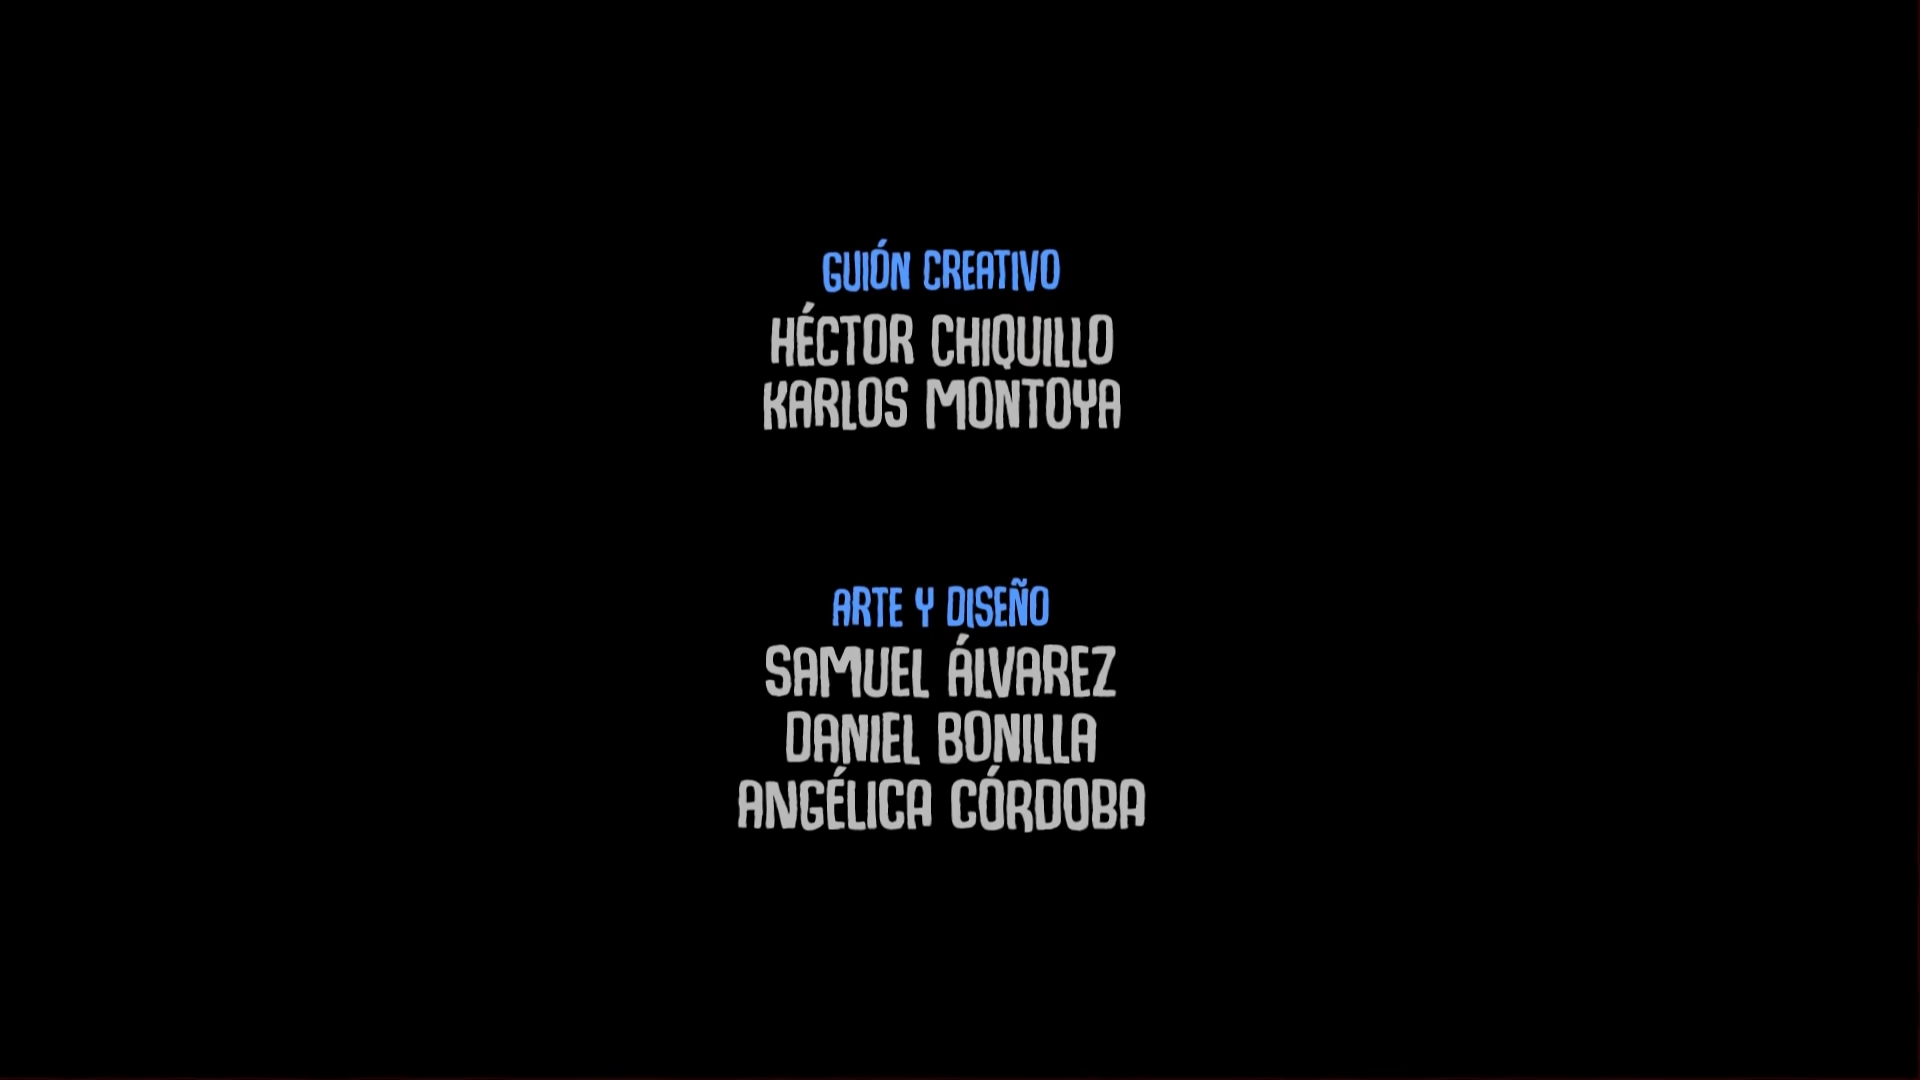 GUIÓN CREATIVO
HÉCTOR CHIQUILLO
KARLOS MONTOYA
ARTE Y DISEÑO
SAMUEL ÁLVAREZ
DANIEL BONILLA
ANGÉLICA CÓRDOBA